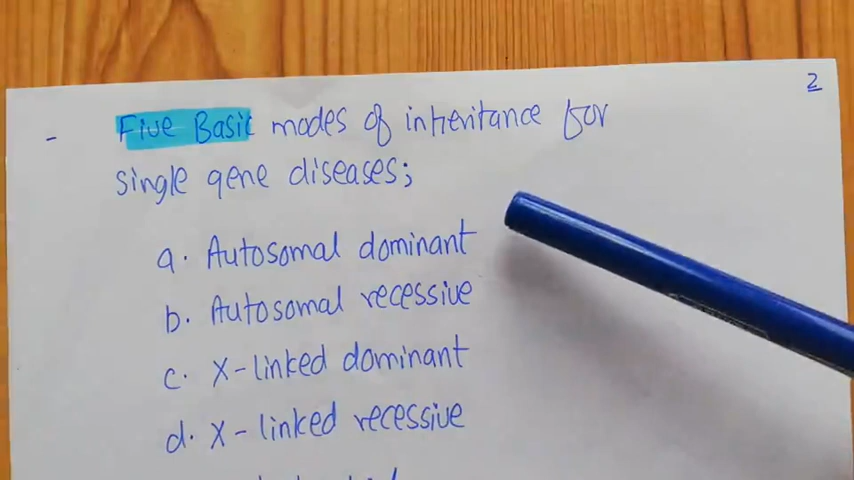 2
- Five Basic modes of inheritance for
single gene diseases;
a. Autosomal dominant
b. Autosomal recessive
c. X-linked dominant
d. X-linked recessive